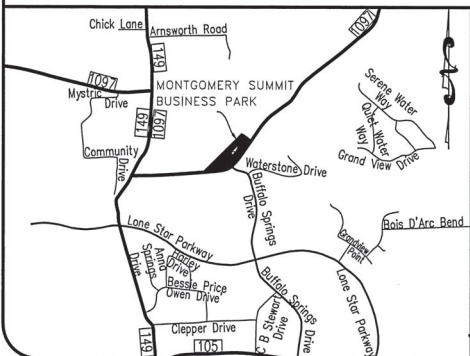 Chick Lane
Arnsworth Road
149
1097
1097
Mystic
Drive
MONTGOMERY SUMMIT
BUSINESS PARK
149
1097
Serene Water
Way
Quiet Water
Way
Grand View Drive
Community
Drive
Waterstone Drive
Buffalo Springs
Drive
Bois D'Arc Bend
Grandview
Point
Lone Star Parkway
Anna
Springs
Drive
Harley
Drive
Bessie Price
Owen Drive
Buffalo Springs
Drive
Lone Star Parkway
C B Stewart
Drive
Clepper Drive
149
105